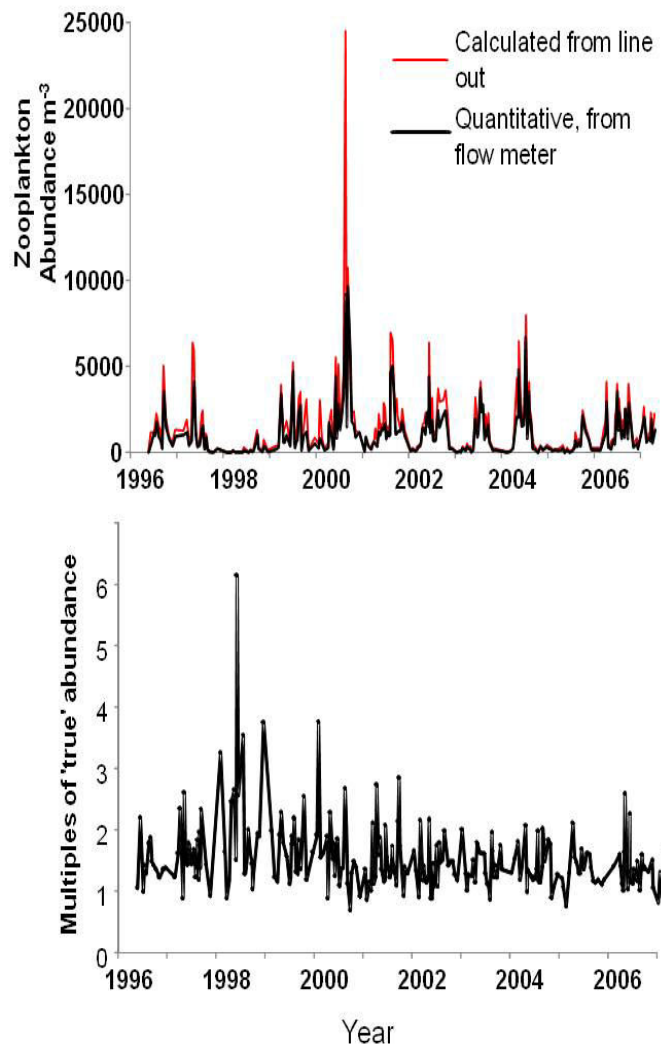 25000
20000
15000
10000
5000
0
Zooplankton
Abundance m⁻³
Calculated from line
out
Quantitative, from
flow meter
1996 1998 2000 2002 2004 2006
Multiples of 'true' abundance
6
5
4
3
2
1
0
1996 1998 2000 2002 2004 2006
Year